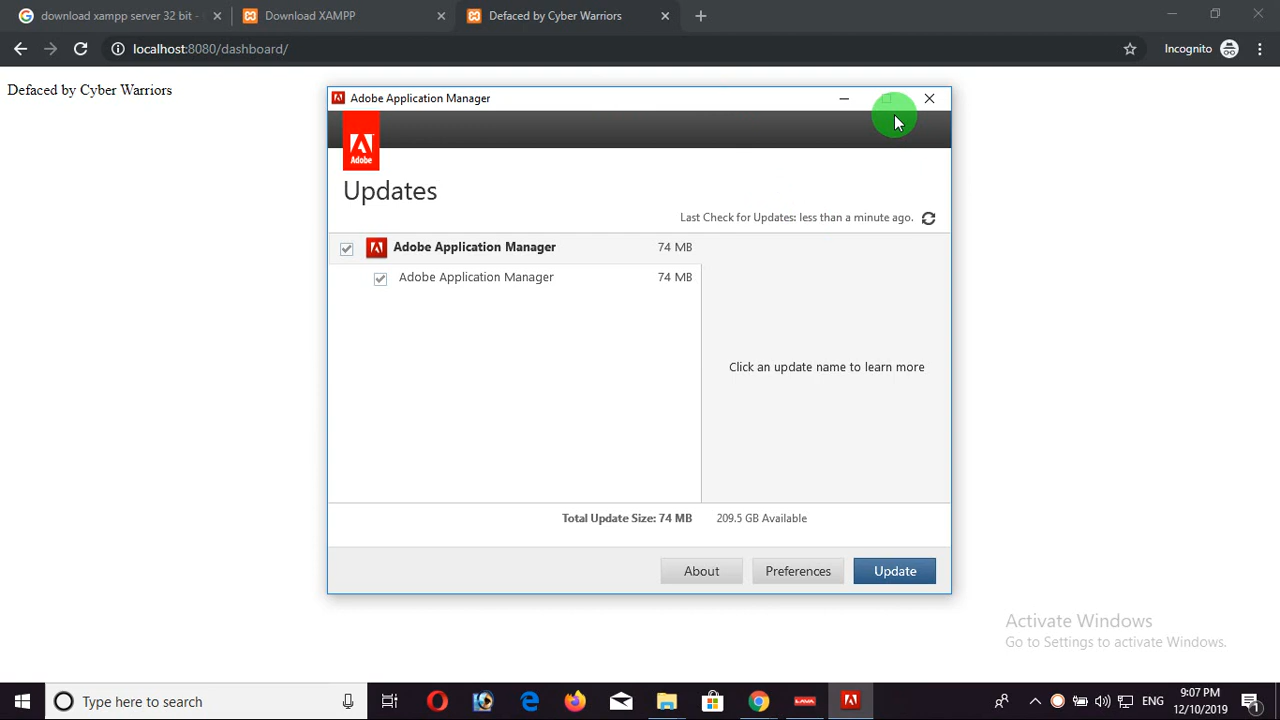 download xampp server 32 bit -
Download XAMPP
Defaced by Cyber Warriors
localhost:8080/dashboard/
Incognito
Defaced by Cyber Warriors
Adobe Application Manager
Adobe
Updates
Last Check for Updates: less than a minute ago.
Adobe Application Manager 74 MB
Adobe Application Manager 74 MB
Click an update name to learn more
Total Update Size: 74 MB 209.5 GB Available
About Preferences Update
Activate Windows
Go to Settings to activate Windows.
Type here to search
LAVA
ENG
9:07 PM
12/10/2019
1